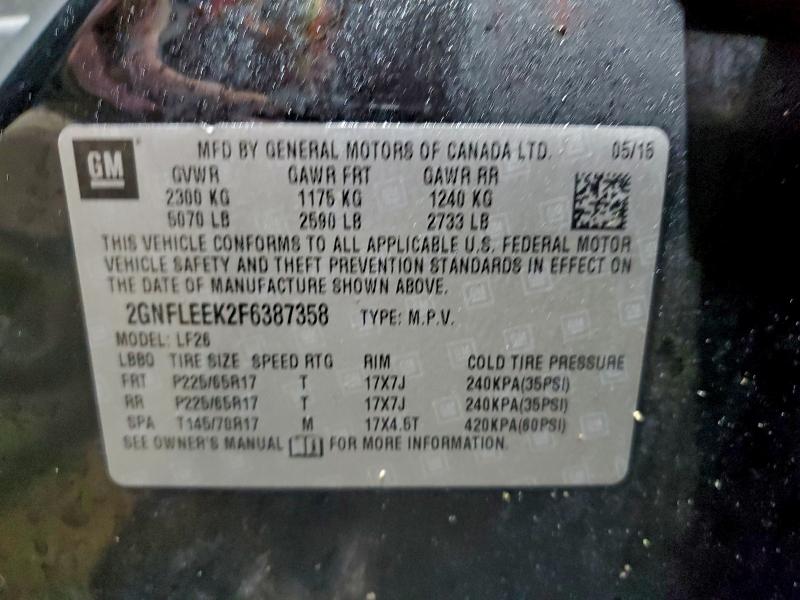 GM
MFD BY GENERAL MOTORS OF CANADA LTD. 05/15
GVWR GAWR FRT GAWR RR
2300 KG 1175 KG 1240 KG
5070 LB 2590 LB 2733 LB
THIS VEHICLE CONFORMS TO ALL APPLICABLE U.S. FEDERAL MOTOR
VEHICLE SAFETY AND THEFT PREVENTION STANDARDS IN EFFECT ON
THE DATE OF MANUFACTURE SHOWN ABOVE.
2GNFLEEK2F6387358 TYPE: M.P.V.
MODEL: LF26
LBBO TIRE SIZE SPEED RTG RIM COLD TIRE PRESSURE
FRT P225/65R17 T 17X7J 240KPA(35PSI)
RR P225/65R17 T 17X7J 240KPA(35PSI)
SPA T145/70R17 M 17X4.5T 420KPA(60PSI)
SEE OWNER'S MANUAL FOR MORE INFORMATION.